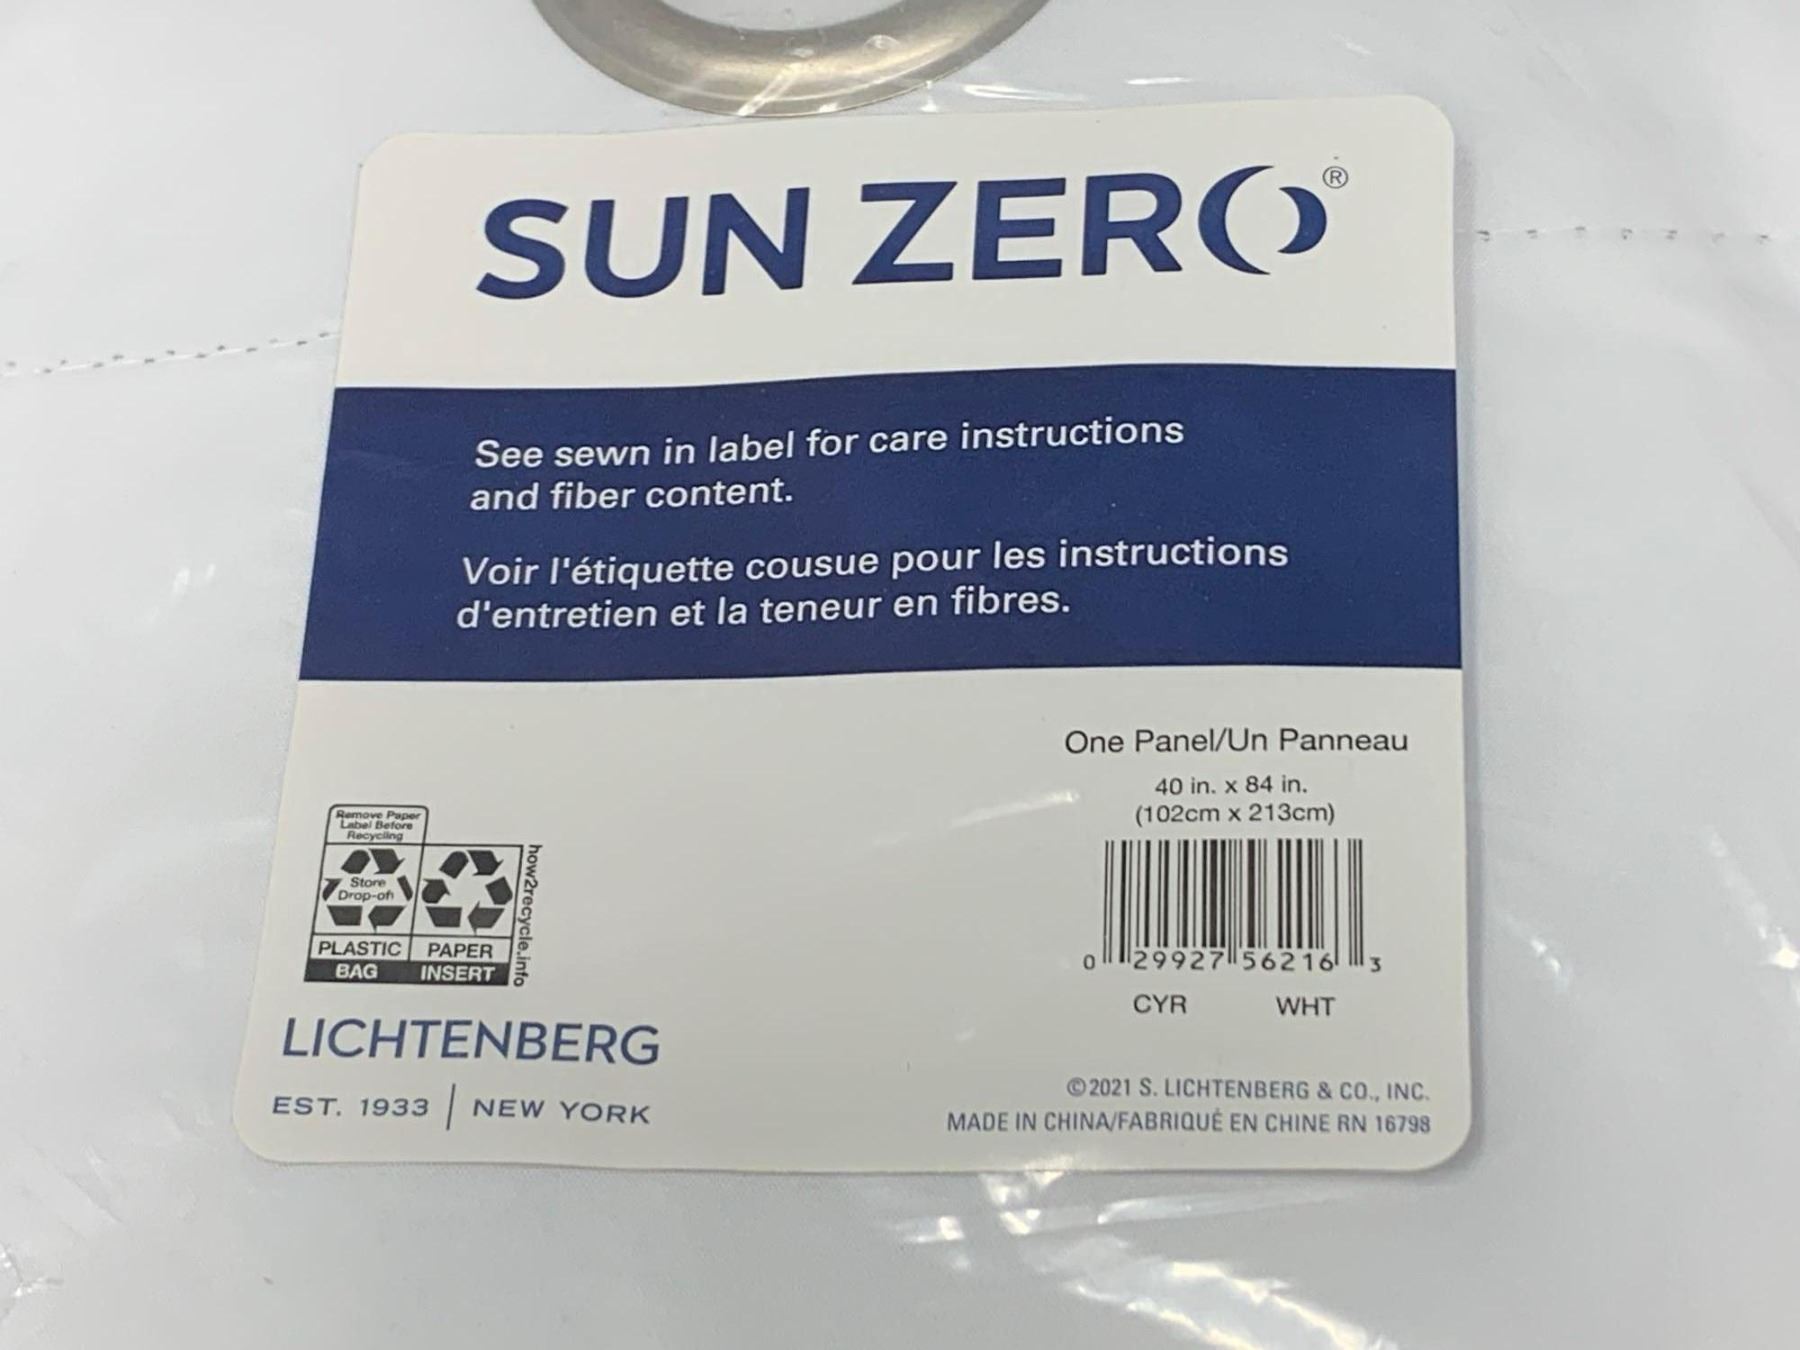 SUN ZERO®
See sewn in label for care instructions
and fiber content.
Voir l'étiquette cousue pour les instructions
d'entretien et la teneur en fibres.
One Panel/Un Panneau
40 in. x 84 in.
(102cm x 213cm)
0 29927 56216 3
CYR WHT
Remove Paper
Label Before
Recycling
Store
Drop-off
PLASTIC PAPER
BAG INSERT
how2recycle.info
LICHTENBERG
EST. 1933 | NEW YORK
©2021 S. LICHTENBERG & CO., INC.
MADE IN CHINA/FABRIQUÉ EN CHINE RN 16798